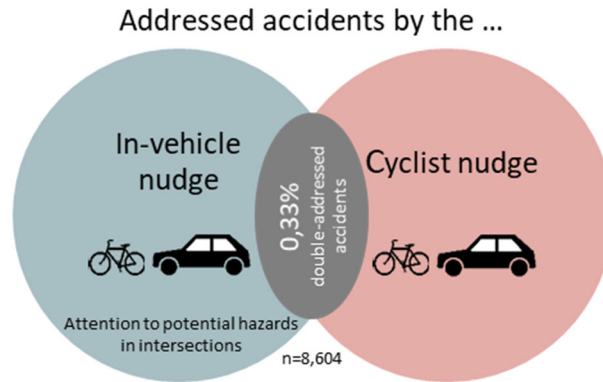 Addressed accidents by the ...
In-vehicle
nudge
Attention to potential hazards
in intersections
0,33%
double-addressed
accidents
n=8,604
Cyclist nudge